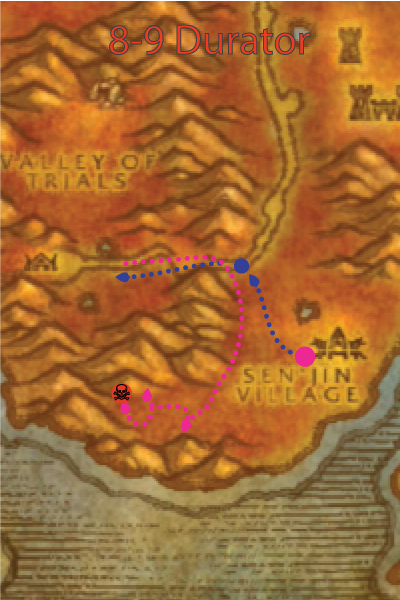 8-9 Durator
VALLEY OF
TRIALS
SEN'JIN
VILLAGE